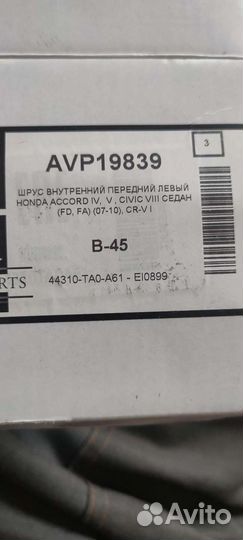 3
AVP19839
ШРУС ВНУТРЕННИЙ ПЕРЕДНИЙ ЛЕВЫЙ
HONDA ACCORD IV, V , CIVIC VIII СЕДАН
(FD, FA) (07-10), CR-V I
B-45
ARTS
44310-TA0-A61 - EI0899
Avito